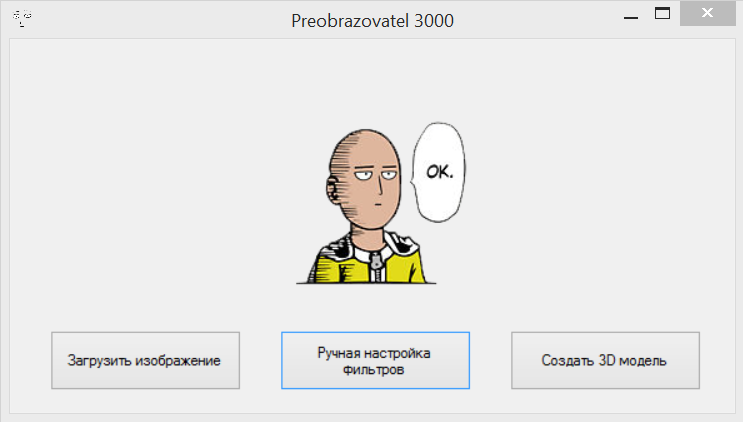 Preobrazovatel 3000
OK.
Загрузить изображение
Ручная настройка
фильтров
Создать 3D модель